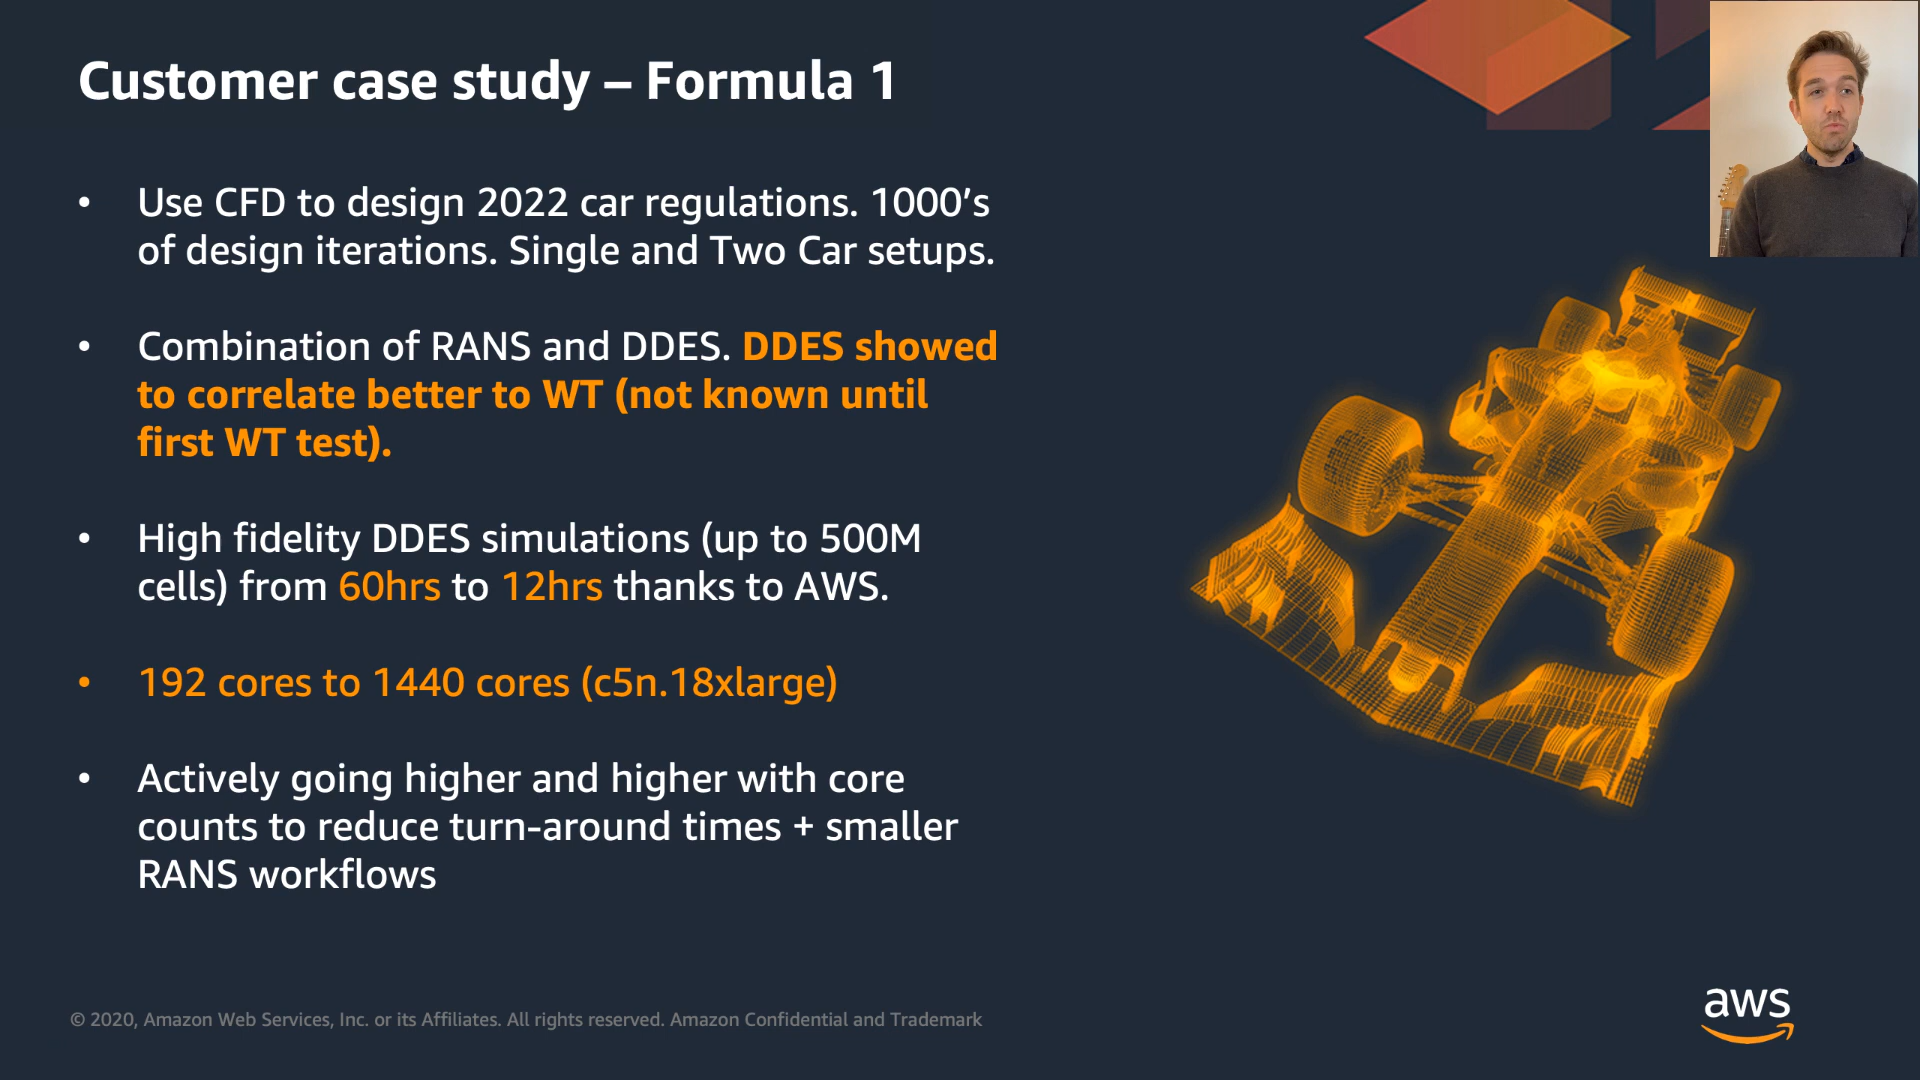 Customer case study – Formula 1
• Use CFD to design 2022 car regulations. 1000’s
of design iterations. Single and Two Car setups.
• Combination of RANS and DDES. DDES showed
to correlate better to WT (not known until
first WT test).
• High fidelity DDES simulations (up to 500M
cells) from 60hrs to 12hrs thanks to AWS.
• 192 cores to 1440 cores (c5n.18xlarge)
• Actively going higher and higher with core
counts to reduce turn-around times + smaller
RANS workflows
© 2020, Amazon Web Services, Inc. or its Affiliates. All rights reserved. Amazon Confidential and Trademark
aws